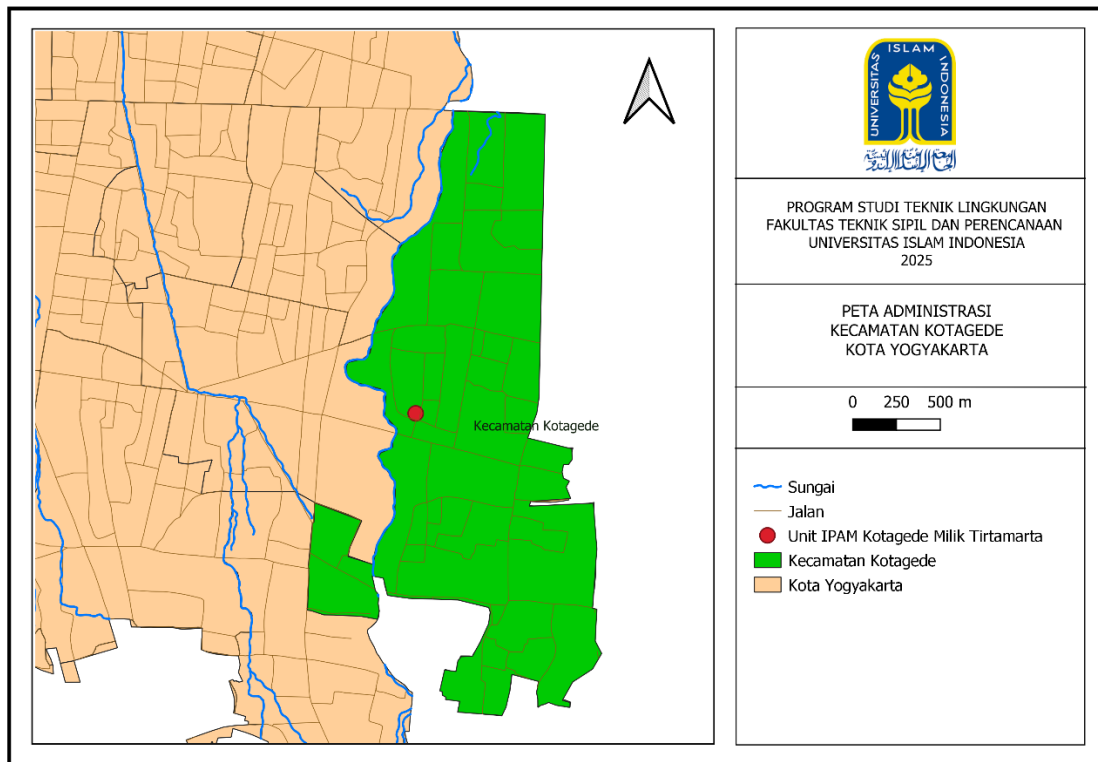 Kecamatan Kotagede
UNIVERSITAS ISLAM INDONESIA
PROGRAM STUDI TEKNIK LINGKUNGAN
FAKULTAS TEKNIK SIPIL DAN PERENCANAAN
UNIVERSITAS ISLAM INDONESIA
2025
PETA ADMINISTRASI
KECAMATAN KOTAGEDE
KOTA YOGYAKARTA
0 250 500 m
Sungai
Jalan
Unit IPAM Kotagede Milik Tirtamarta
Kecamatan Kotagede
Kota Yogyakarta